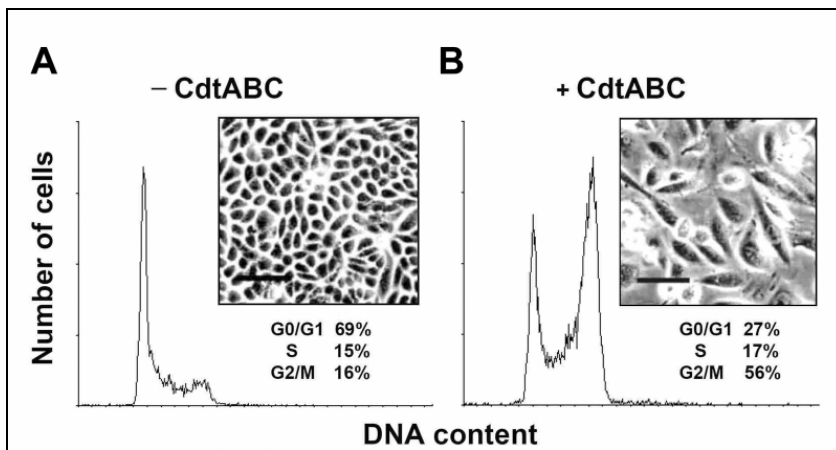 A
B
– CdtABC
+ CdtABC
Number of cells
G0/G1 69%
S 15%
G2/M 16%
G0/G1 27%
S 17%
G2/M 56%
DNA content